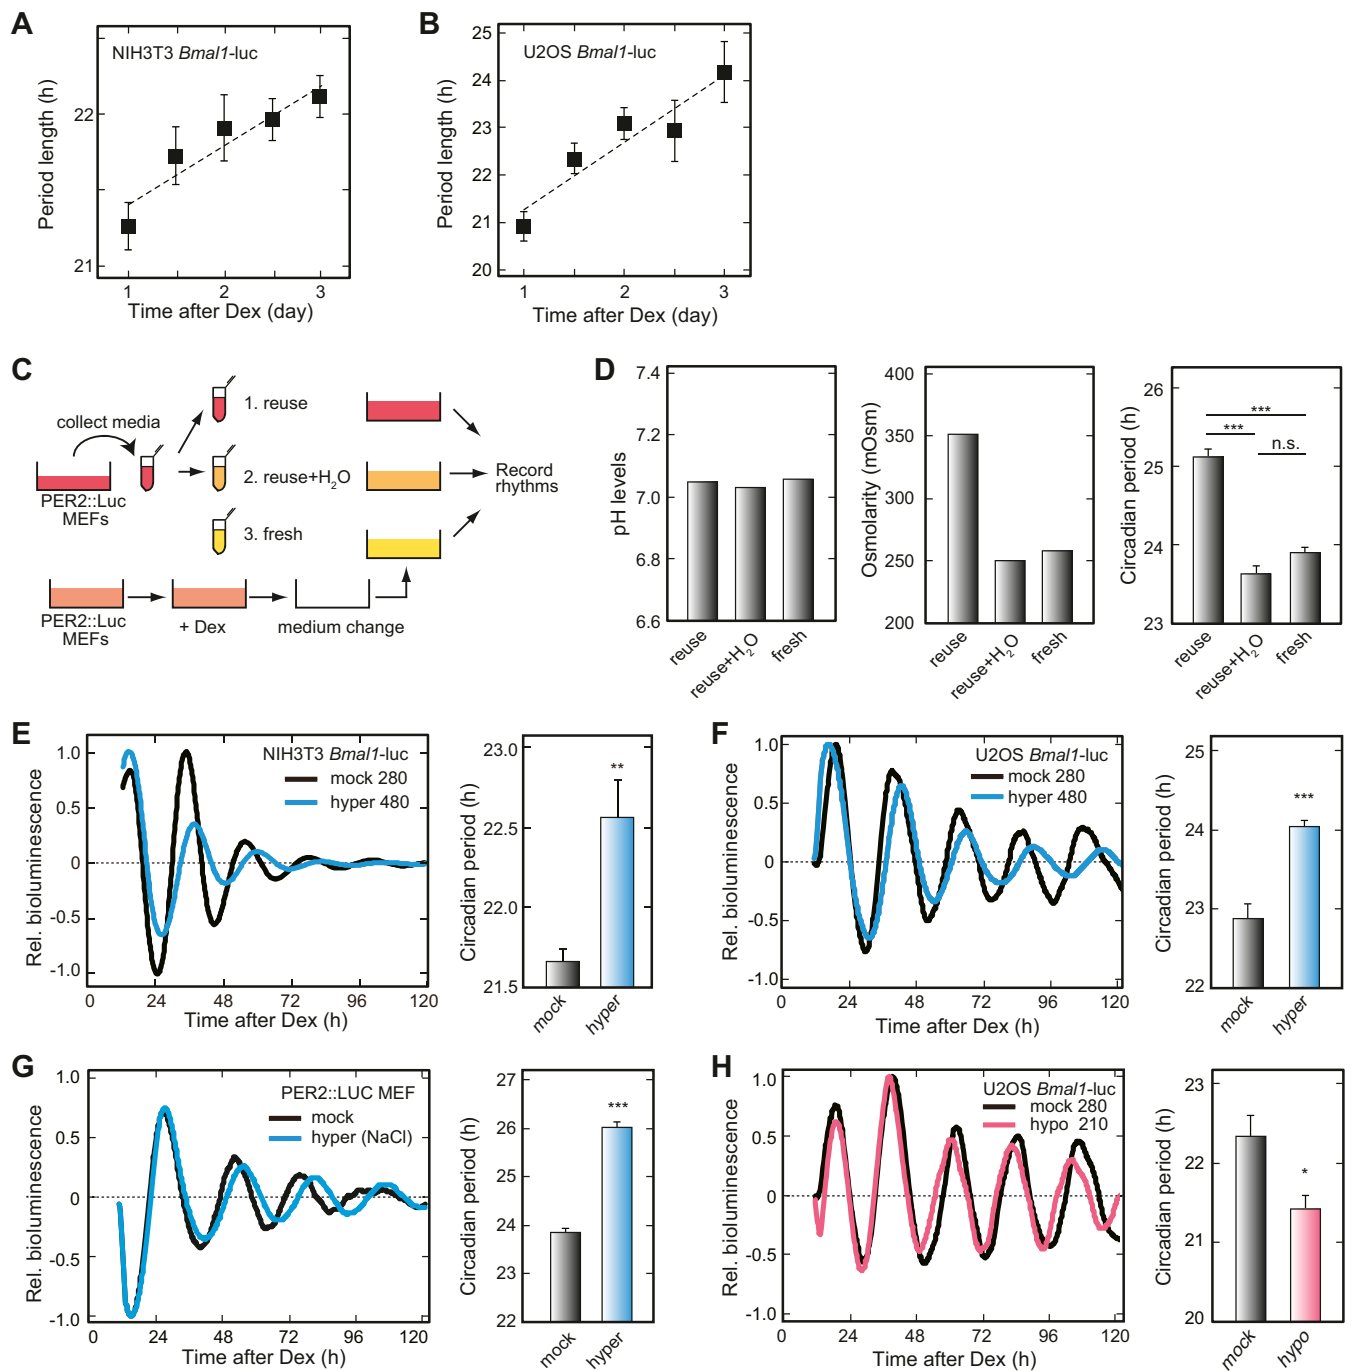 A
NIH3T3 Bmal1-luc
Period length (h)
22
21
1
2
3
Time after Dex (day)
B
U2OS Bmal1-luc
Period length (h)
25
24
23
22
21
20
1
2
3
Time after Dex (day)
C
collect media
PER2::Luc
MEFs
1. reuse
2. reuse+H2O
3. fresh
Record
rhythms
PER2::Luc
MEFs
+ Dex
medium change
D
pH levels
7.4
7.2
7.0
6.8
6.6
reuse
reuse+H2O
fresh
Osmolarity (mOsm)
400
350
300
250
200
reuse
reuse+H2O
fresh
Circadian period (h)
26
25
24
23
***
***
n.s.
reuse
reuse+H2O
fresh
E
NIH3T3 Bmal1-luc
mock 280
hyper 480
Rel. bioluminescence
1.0
0.5
0
-0.5
-1.0
0
24
48
72
96
120
Time after Dex (h)
Circadian period (h)
23.0
22.5
22.0
21.5
**
mock
hyper
F
U2OS Bmal1-luc
mock 280
hyper 480
Rel. bioluminescence
1.0
0.5
0
-0.5
-1.0
0
24
48
72
96
120
Time after Dex (h)
Circadian period (h)
25
24
23
22
***
mock
hyper
G
PER2::LUC MEF
mock
hyper (NaCl)
Rel. bioluminescence
1.0
0.5
0
-0.5
-1.0
0
24
48
72
96
120
Time after Dex (h)
Circadian period (h)
27
26
25
24
23
22
***
mock
hyper
H
U2OS Bmal1-luc
mock 280
hypo 210
Rel. bioluminescence
1.0
0.5
0
-0.5
-1.0
0
24
48
72
96
120
Time after Dex (h)
Circadian period (h)
23
22
21
20
*
mock
hypo